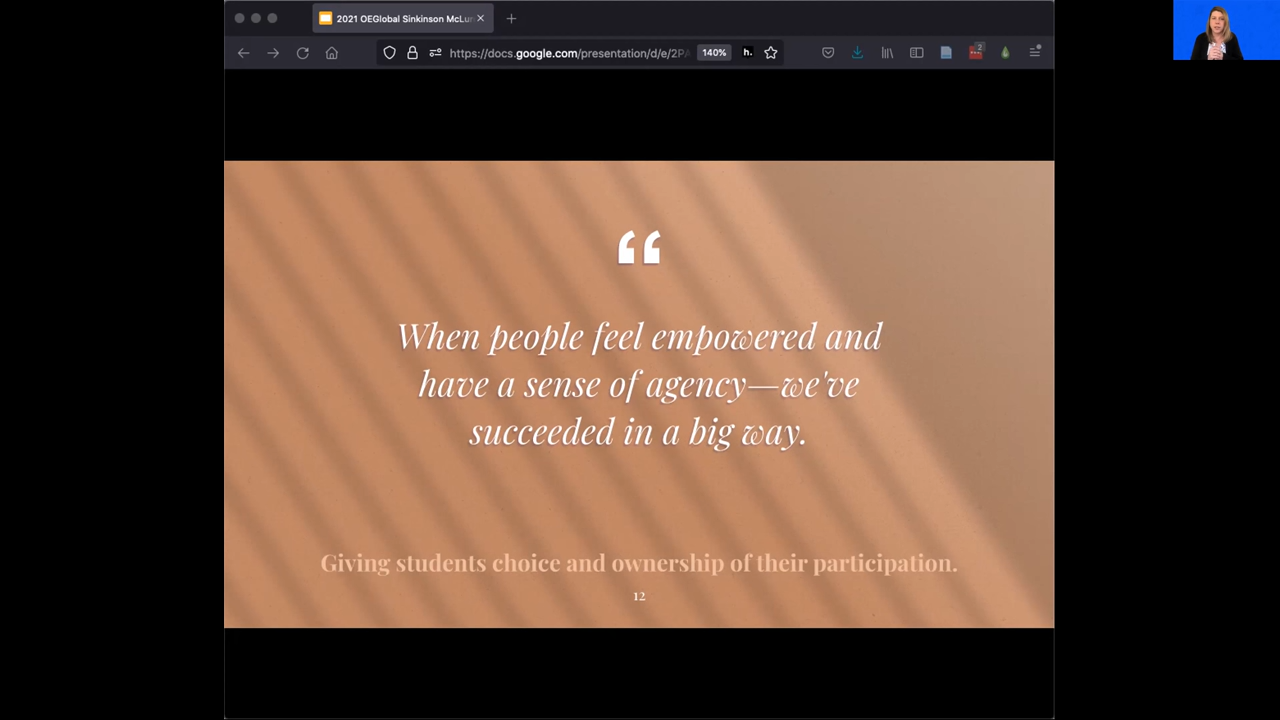 2021 OEGlobal Sinkinson McLu
https://docs.google.com/presentation/d/e/2PA
140%
h.
2
“
When people feel empowered and
have a sense of agency—we've
succeeded in a big way.
Giving students choice and ownership of their participation.
12